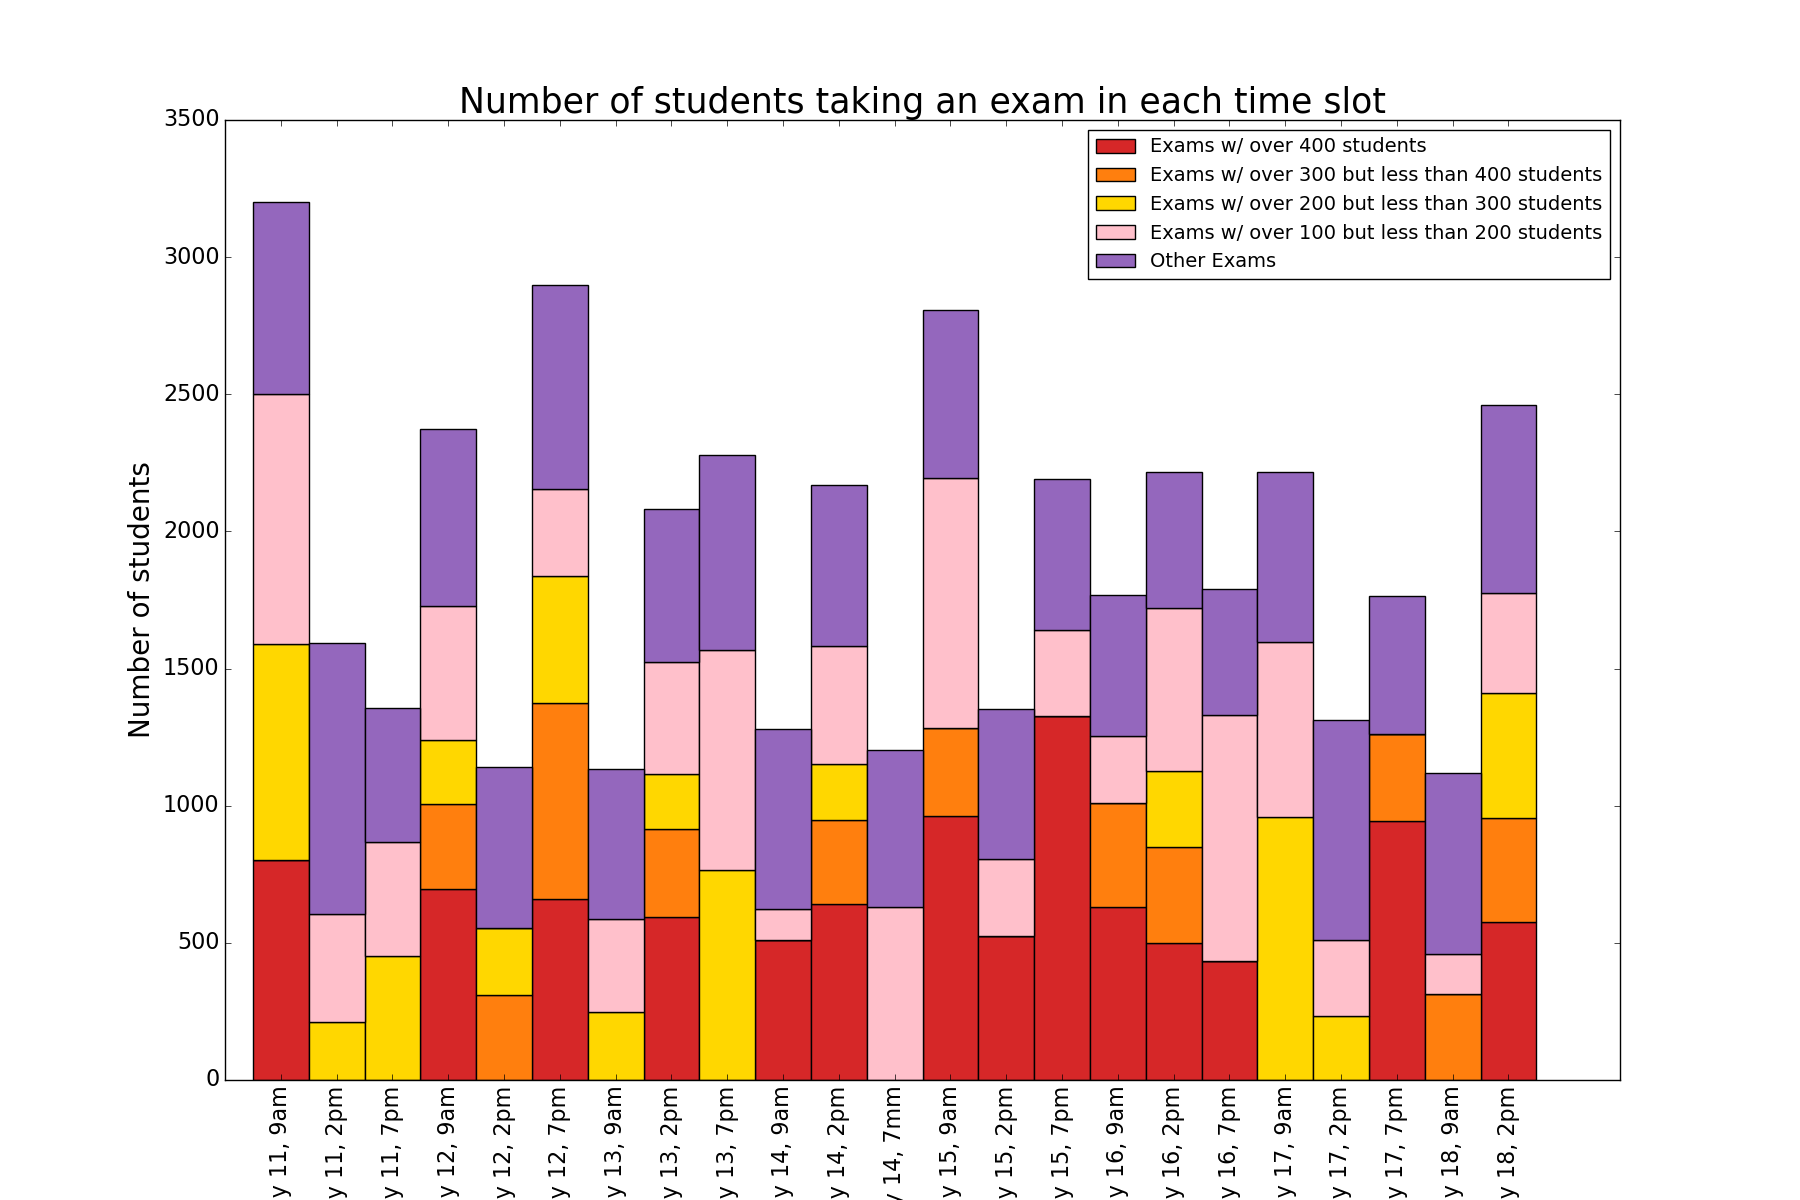 Number of students taking an exam in each time slot
Exams w/ over 400 students
Exams w/ over 300 but less than 400 students
Exams w/ over 200 but less than 300 students
Exams w/ over 100 but less than 200 students
Other Exams
Number of students
3500
3000
2500
2000
1500
1000
500
0
y 11, 9am
y 11, 2pm
y 11, 7pm
y 12, 9am
y 12, 2pm
y 12, 7pm
y 13, 9am
y 13, 2pm
y 13, 7pm
y 14, 9am
y 14, 2pm
y 14, 7mm
y 15, 9am
y 15, 2pm
y 15, 7pm
y 16, 9am
y 16, 2pm
y 16, 7pm
y 17, 9am
y 17, 2pm
y 17, 7pm
y 18, 9am
y 18, 2pm